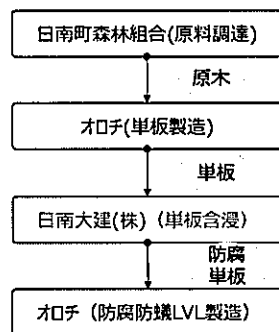 日南町森林組合(原料調達)
原木
オロチ(単板製造)
単板
日南大建(株)(単板含浸)
防腐
単板
オロチ(防腐防蟻LVL製造)